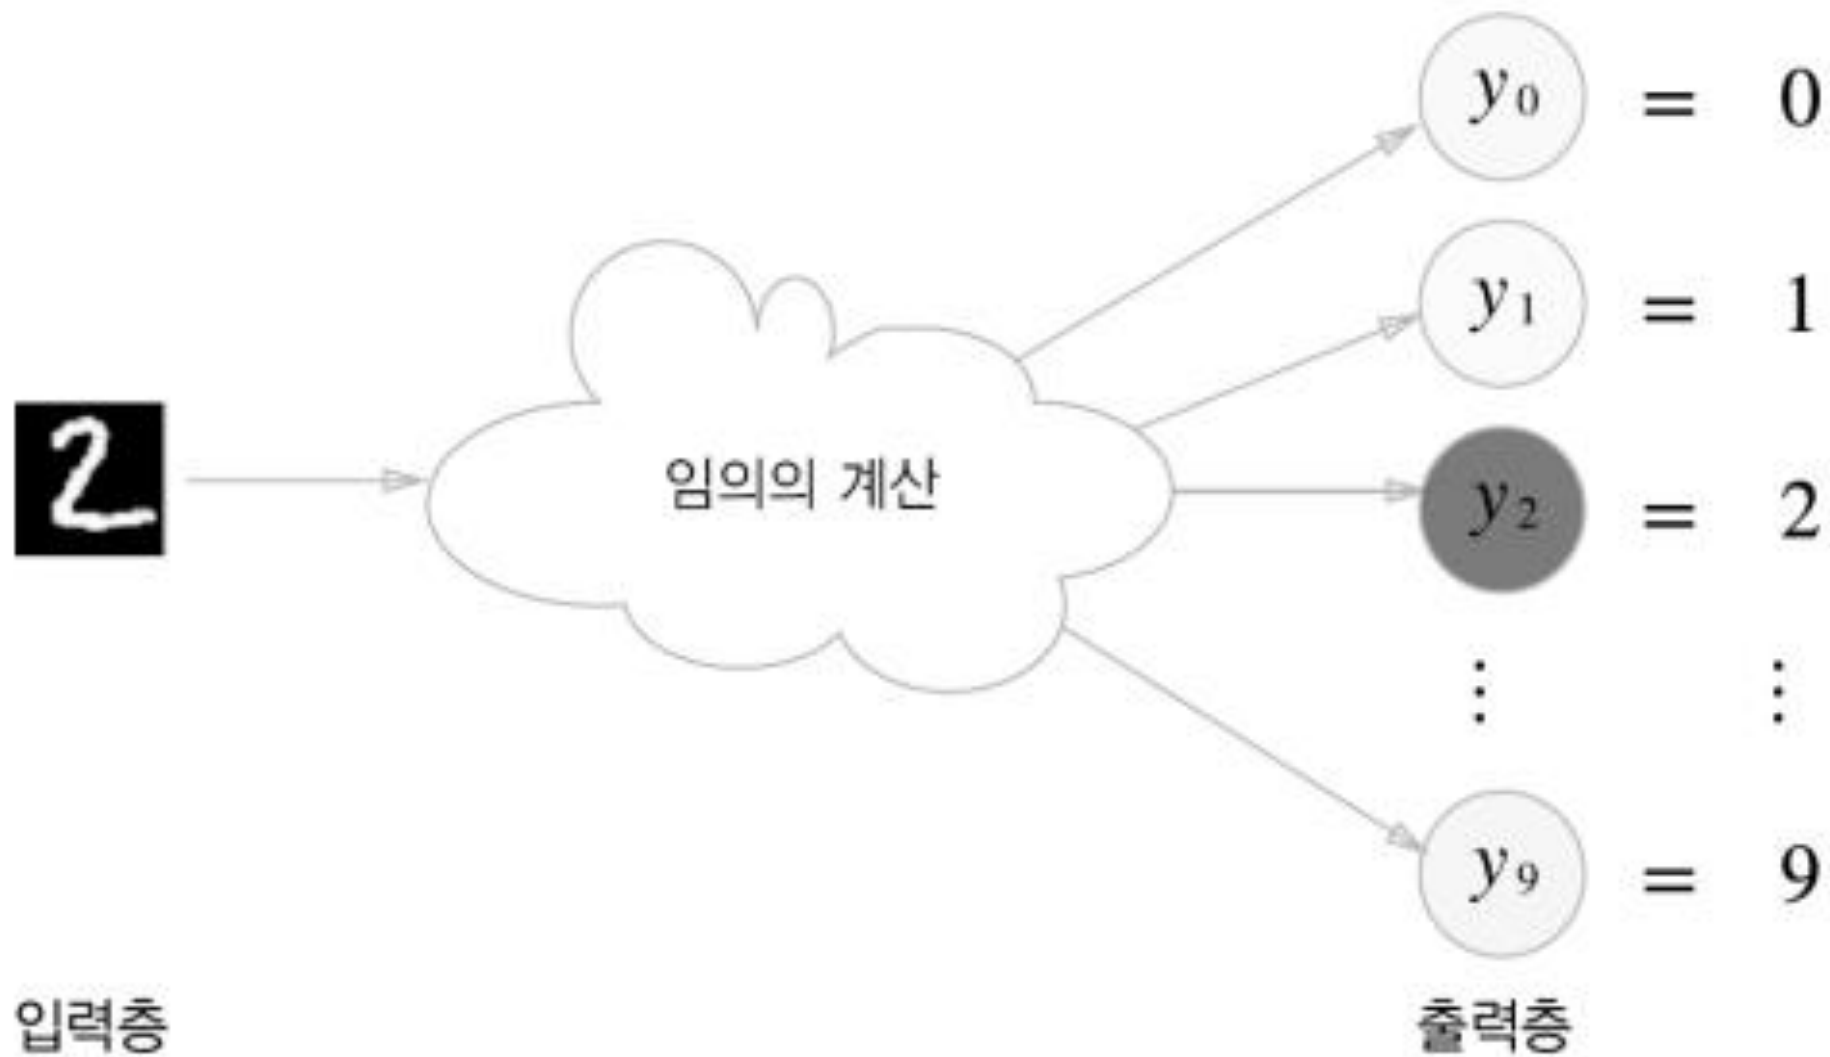 y0 = 0
y1 = 1
2
임의의 계산
y2 = 2
⋮ ⋮
y9 = 9
입력층
출력층